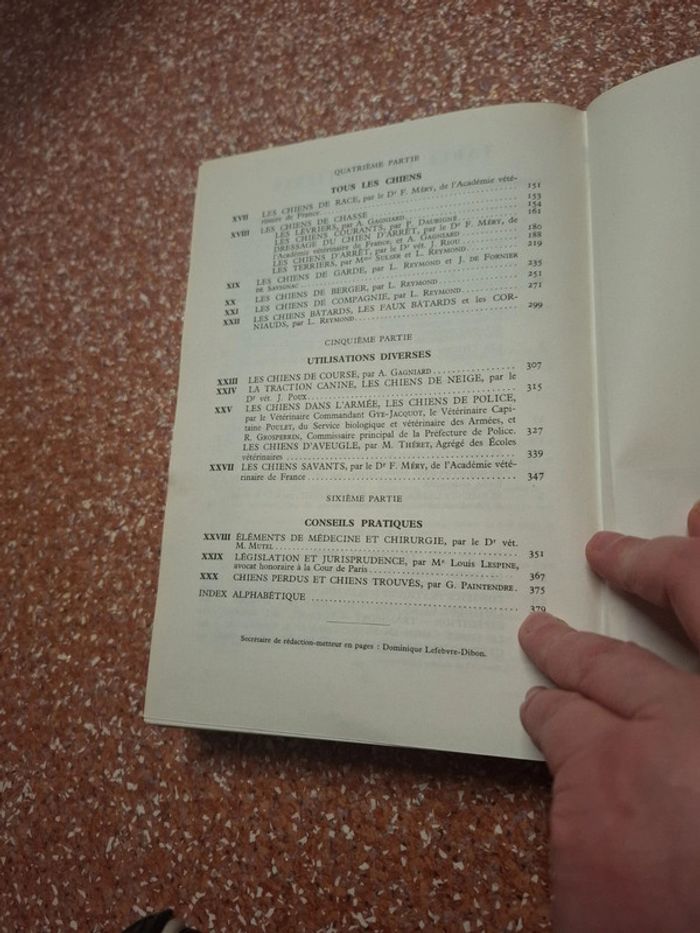 QUATRIÈME PARTIE
TOUS LES CHIENS
XVII LES CHIENS DE RACE, par le Dr F. Méry, de l'Académie vété-
rinaire de France 151
XVIII LES CHIENS DE CHASSE 153
LES LÉVRIERS, par A. Gagniard 154
LES CHIENS COURANTS, par P. Daubigné 161
DRESSAGE DU CHIEN D'ARRÊT, par le Dr F. Méry, de
l'Académie vétérinaire de France, et A. Gagniard 180
LES CHIENS D'ARRÊT, par le Dr vét. J. Riou 188
LES TERRIERS, par Mme Suizer et L. Reymond 219
XIX LES CHIENS DE GARDE, par L. Reymond et J. de Fornier
de Savignac 235
XX LES CHIENS DE BERGER, par L. Reymond 251
XXI LES CHIENS DE COMPAGNIE, par L. Reymond 271
XXII LES CHIENS BÂTARDS, LES FAUX BÂTARDS et les COR-
NIAUDS, par L. Reymond 299
CINQUIÈME PARTIE
UTILISATIONS DIVERSES
XXIII LES CHIENS DE COURSE, par A. Gagniard 307
XXIV LA TRACTION CANINE, LES CHIENS DE NEIGE, par le
Dr vét. J. Poux 315
XXV LES CHIENS DANS L'ARMÉE, LES CHIENS DE POLICE,
par le Vétérinaire Commandant Gye-Jacquot, le Vétérinaire Capi-
taine Poulet, du Service biologique et vétérinaire des Armées, et
R. Grosperrin, Commissaire principal de la Préfecture de Police. 327
LES CHIENS D'AVEUGLE, par M. Théret, Agrégé des Écoles
vétérinaires 339
XXVII LES CHIENS SAVANTS, par le Dr F. Méry, de l'Académie vété-
rinaire de France 347
SIXIÈME PARTIE
CONSEILS PRATIQUES
XXVIII ÉLÉMENTS DE MÉDECINE ET CHIRURGIE, par le Dr vét.
M. Mutel 351
XXIX LÉGISLATION ET JURISPRUDENCE, par Me Louis Lespine,
avocat honoraire à la Cour de Paris 367
XXX CHIENS PERDUS ET CHIENS TROUVÉS, par G. Paintendre. 375
INDEX ALPHABÉTIQUE 379
Secrétaire de rédaction-metteur en pages : Dominique Lefebvre-Dibon.